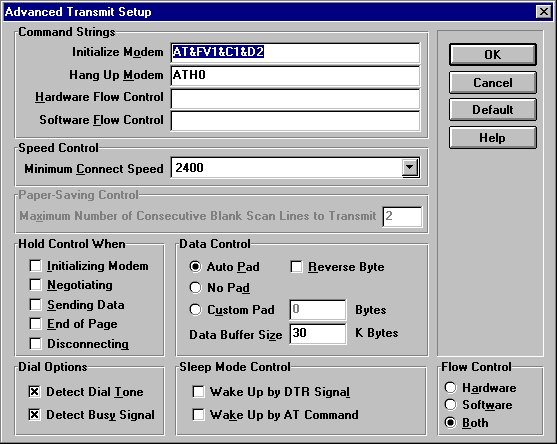 Advanced Transmit Setup
Command Strings
Initialize Modem AT&FV1&C1&D2
Hang Up Modem ATH0
Hardware Flow Control
Software Flow Control
OK
Cancel
Default
Help
Speed Control
Minimum Connect Speed 2400
Paper-Saving Control
Maximum Number of Consecutive Blank Scan Lines to Transmit 2
Hold Control When
Initializing Modem
Negotiating
Sending Data
End of Page
Disconnecting
Data Control
Auto Pad Reverse Byte
No Pad
Custom Pad 0 Bytes
Data Buffer Size 30 K Bytes
Dial Options
Detect Dial Tone
Detect Busy Signal
Sleep Mode Control
Wake Up by DTR Signal
Wake Up by AT Command
Flow Control
Hardware
Software
Both